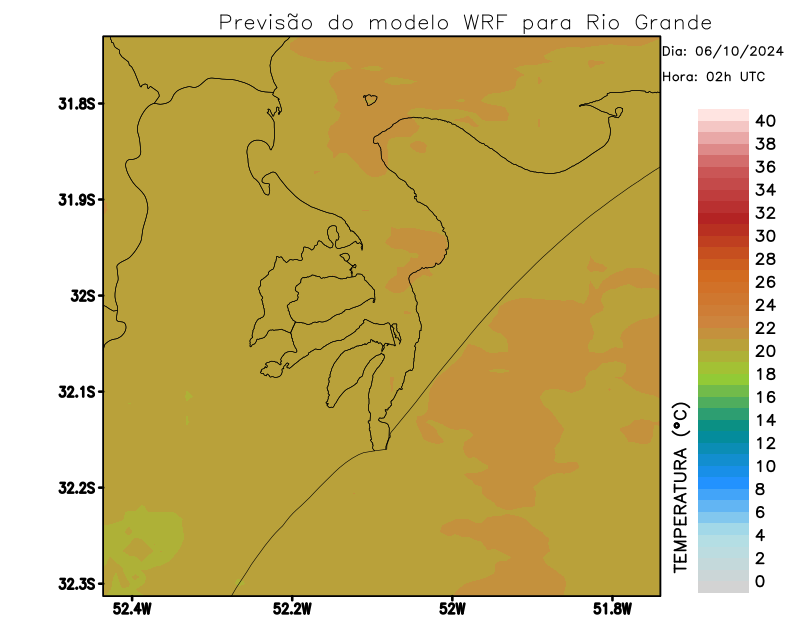 Previsão do modelo WRF para Rio Grande
Dia: 06/10/2024
Hora: 02h UTC
31.8S
31.9S
32S
32.1S
32.2S
32.3S
52.4W
52.2W
52W
51.8W
40
38
36
34
32
30
28
26
24
22
20
18
16
14
12
10
8
6
4
2
0
TEMPERATURA (°C)